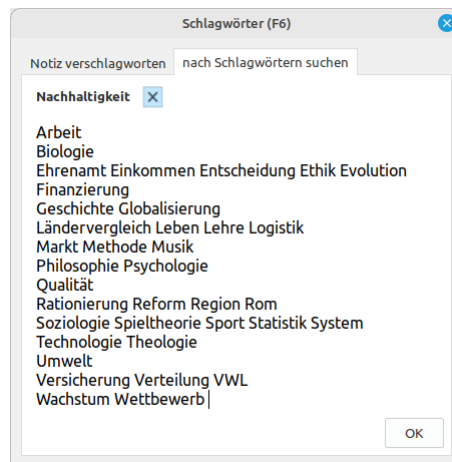 Schlagwörter (F6)
Notiz verschlagworten nach Schlagwörtern suchen
Nachhaltigkeit
Arbeit
Biologie
Ehrenamt Einkommen Entscheidung Ethik Evolution
Finanzierung
Geschichte Globalisierung
Ländervergleich Leben Lehre Logistik
Markt Methode Musik
Philosophie Psychologie
Qualität
Rationierung Reform Region Rom
Soziologie Spieltheorie Sport Statistik System
Technologie Theologie
Umwelt
Versicherung Verteilung VWL
Wachstum Wettbewerb
OK